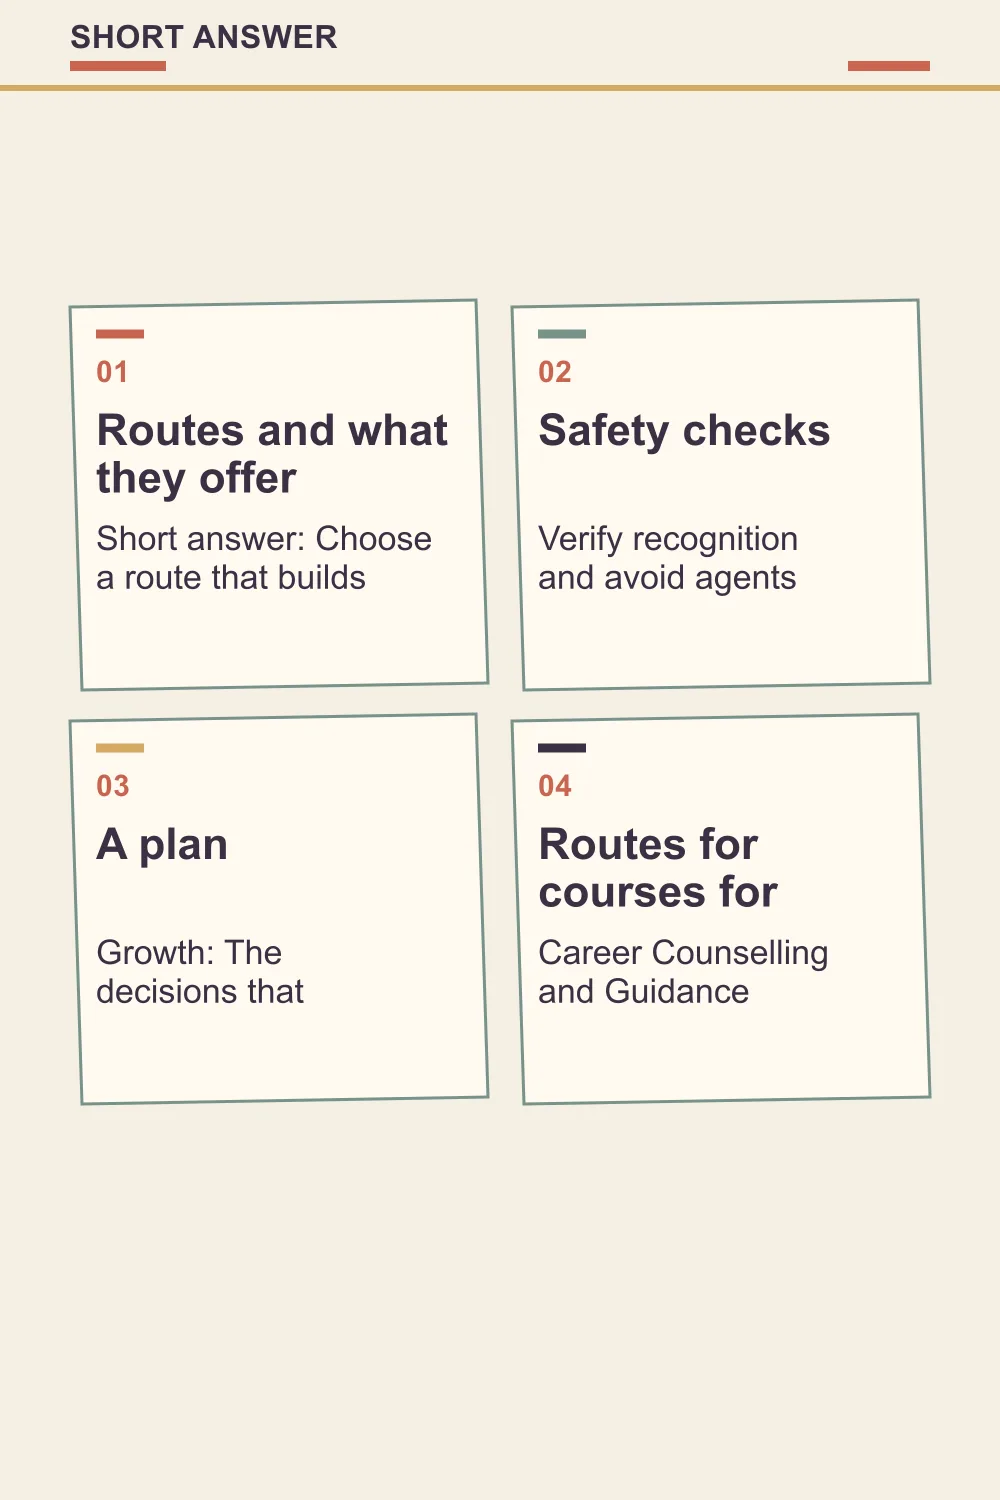 SHORT ANSWER
01
Routes and what
they offer
Short answer: Choose
a route that builds
02
Safety checks
Verify recognition
and avoid agents
03
A plan
Growth: The
decisions that
04
Routes for
courses for
Career Counselling
and Guidance